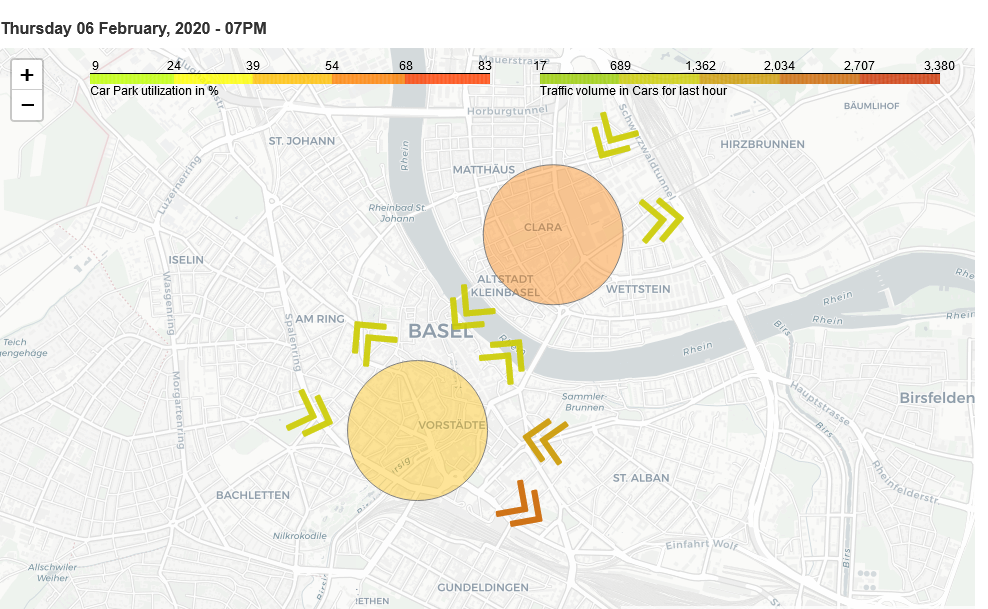 Thursday 06 February, 2020 - 07PM
+
−
9 24 39 54 68 83
Car Park utilization in %
17 689 1,362 2,034 2,707 3,380
Traffic volume in Cars for last hour
Horburgtunnel
Schwarzwaldtunnel
BÄUMLIHOF
ST. JOHANN
Rhein
HIRZBRUNNEN
MATTHÄUS
Luzernerring
Rheinbad St.
Johann
CLARA
ISELIN
Wasgenring
ALTSTADT
KLEINBASEL
WETTSTEIN
Rhein
Rhein
Rhein
AM RING
BASEL
Spalenring
Birs
Rhein
Teich
Morgartenring
Hauptstrasse
Birsfelden
Sammler-
Brunnen
VORSTÄDTE
Birs
ST. ALBAN
BACHLETTEN
Rheinfelderstr.
Nilkrokodile
Einfahrt Wolf
Birs
Allschwiler
Weiher
GUNDELDINGEN